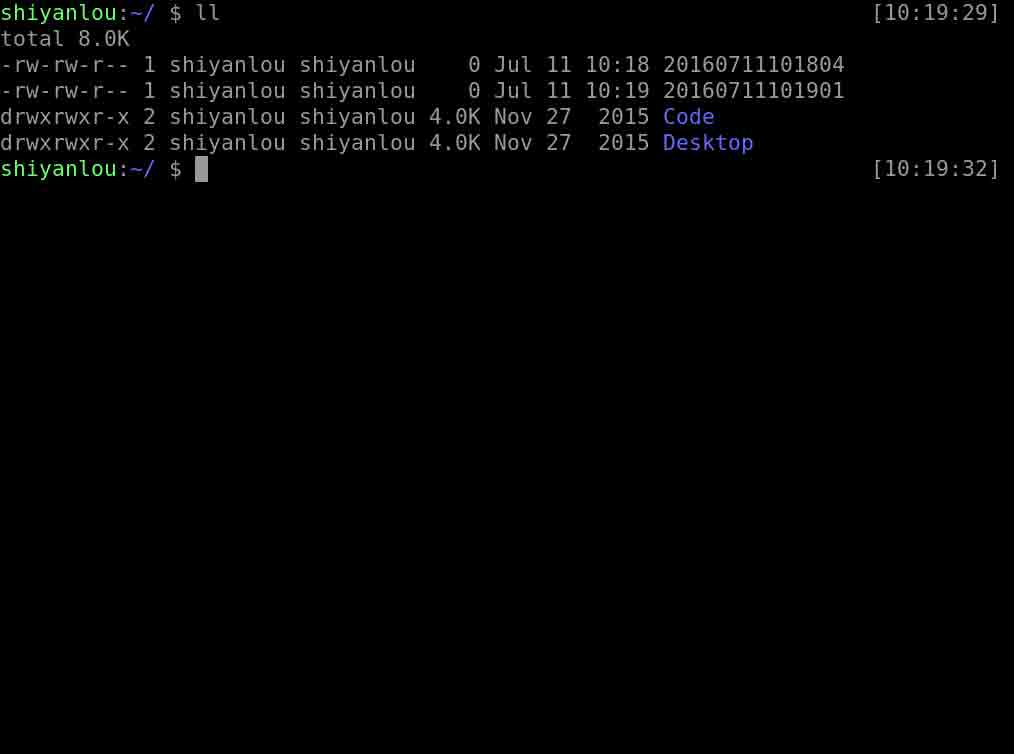 shiyanlou:~/ $ ll [10:19:29]
total 8.0K
-rw-rw-r-- 1 shiyanlou shiyanlou    0 Jul 11 10:18 20160711101804
-rw-rw-r-- 1 shiyanlou shiyanlou    0 Jul 11 10:19 20160711101901
drwxrwxr-x 2 shiyanlou shiyanlou 4.0K Nov 27  2015 Code
drwxrwxr-x 2 shiyanlou shiyanlou 4.0K Nov 27  2015 Desktop
shiyanlou:~/ $ [10:19:32]